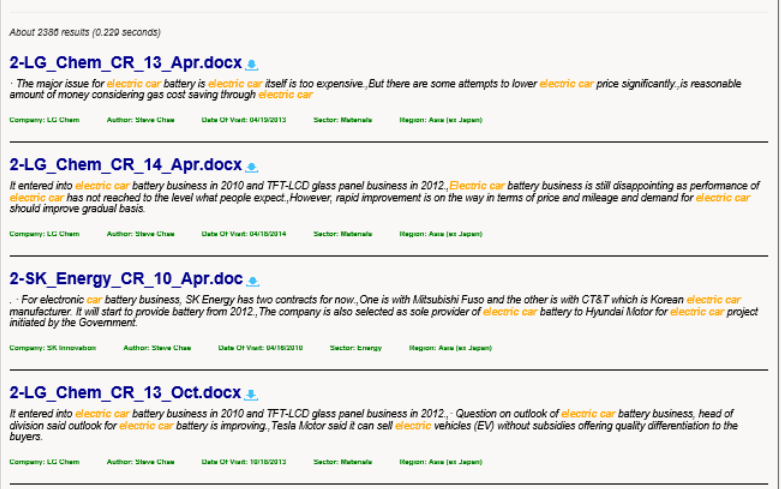 About 2386 results (0.229 seconds)
2-LG_Chem_CR_13_Apr.docx
· The major issue for electric car battery is electric car itself is too expensive.,But there are some attempts to lower electric car price significantly.,is reasonable
amount of money considering gas cost saving through electric car
Company: LG Chem Author: Steve Chae Date Of Visit: 04/19/2013 Sector: Materials Region: Asia (ex Japan)
2-LG_Chem_CR_14_Apr.docx
It entered into electric car battery business in 2010 and TFT-LCD glass panel business in 2012.,Electric car battery business is still disappointing as performance of
electric car has not reached to the level what people expect.,However, rapid improvement is on the way in terms of price and mileage and demand for electric car
should improve gradual basis.
Company: LG Chem Author: Steve Chae Date Of Visit: 04/18/2014 Sector: Materials Region: Asia (ex Japan)
2-SK_Energy_CR_10_Apr.doc
. · For electronic car battery business, SK Energy has two contracts for now.,One is with Mitsubishi Fuso and the other is with CT&T which is Korean electric car
manufacturer. It will start to provide battery from 2012.,The company is also selected as sole provider of electric car battery to Hyundai Motor for electric car project
initiated by the Government.
Company: SK Innovation Author: Steve Chae Date Of Visit: 04/16/2010 Sector: Energy Region: Asia (ex Japan)
2-LG_Chem_CR_13_Oct.docx
It entered into electric car battery business in 2010 and TFT-LCD glass panel business in 2012.,· Question on outlook of electric car battery business, head of
division said outlook for electric car battery is improving.,Tesla Motor said it can sell electric vehicles (EV) without subsidies offering quality differentiation to the
buyers.
Company: LG Chem Author: Steve Chae Date Of Visit: 10/18/2013 Sector: Materials Region: Asia (ex Japan)